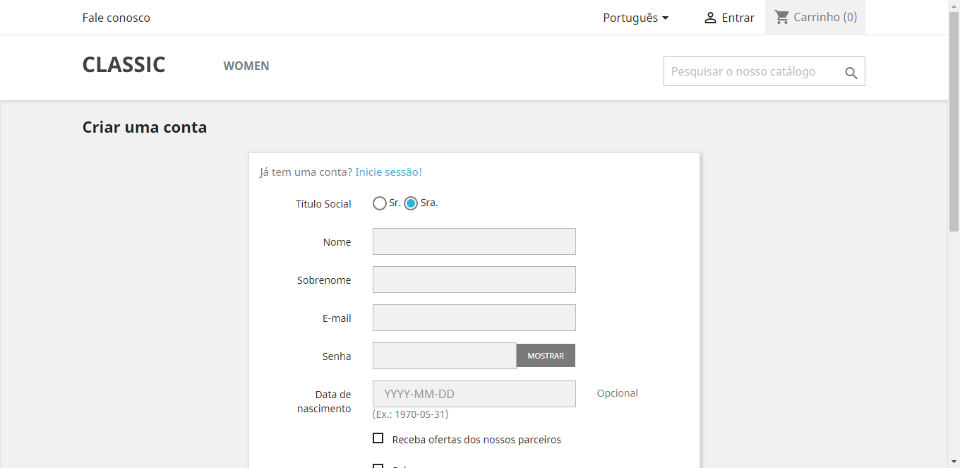 Fale conosco
Português
Entrar
Carrinho (0)
CLASSIC
WOMEN
Pesquisar o nosso catálogo
Criar uma conta
Já tem uma conta? Inicie sessão!
Título Social
Sr.
Sra.
Nome
Sobrenome
E-mail
Senha
MOSTRAR
Data de
nascimento
YYYY-MM-DD
Opcional
(Ex.: 1970-05-31)
Receba ofertas dos nossos parceiros